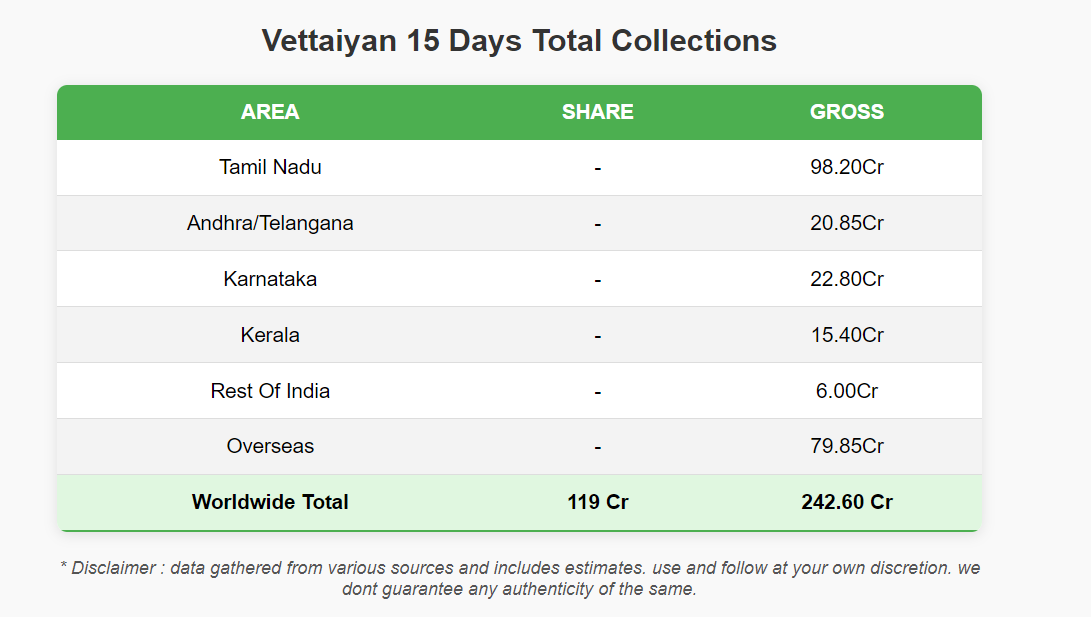 Vettaiyan 15 Days Total Collections
AREA SHARE GROSS
Tamil Nadu - 98.20Cr
Andhra/Telangana - 20.85Cr
Karnataka - 22.80Cr
Kerala - 15.40Cr
Rest Of India - 6.00Cr
Overseas - 79.85Cr
Worldwide Total 119 Cr 242.60 Cr
* Disclaimer : data gathered from various sources and includes estimates. use and follow at your own discretion. we
dont guarantee any authenticity of the same.